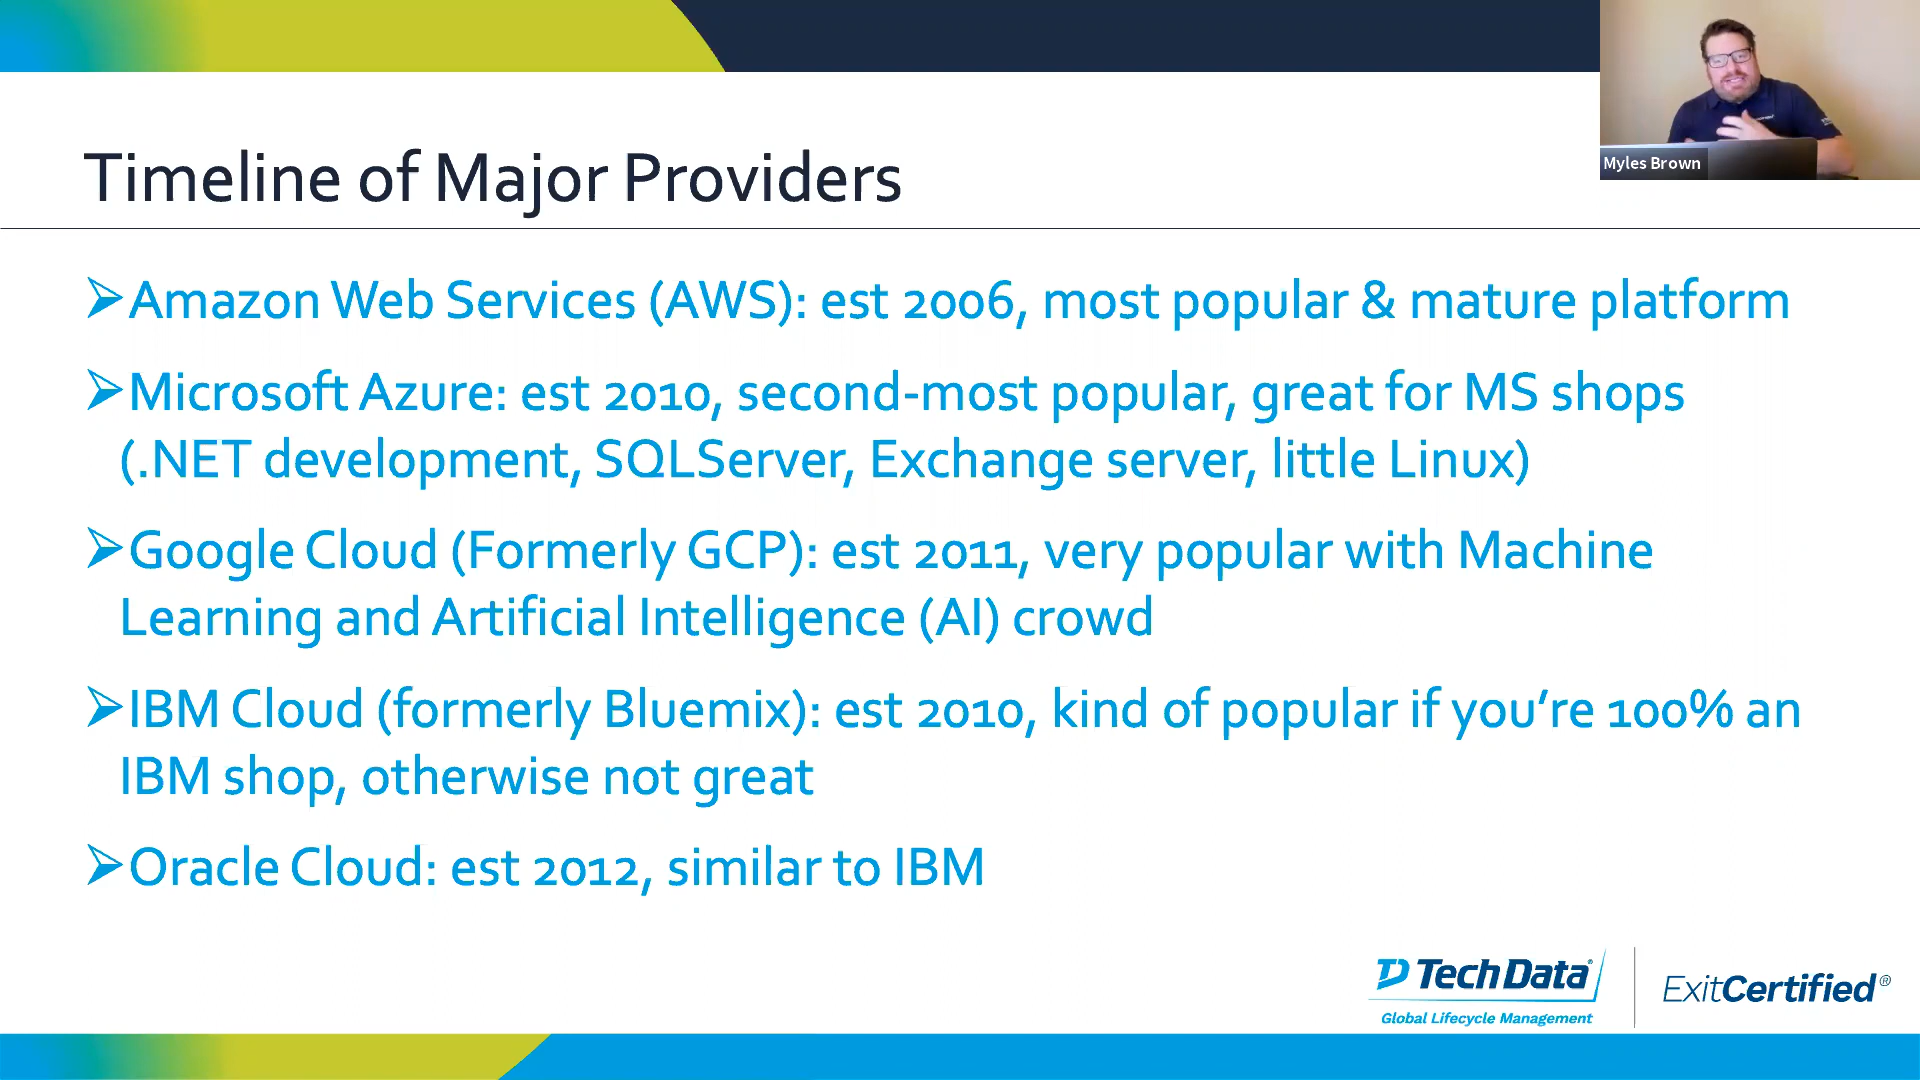 Myles Brown
Timeline of Major Providers
➢Amazon Web Services (AWS): est 2006, most popular & mature platform
➢Microsoft Azure: est 2010, second-most popular, great for MS shops
(.NET development, SQLServer, Exchange server, little Linux)
➢Google Cloud (Formerly GCP): est 2011, very popular with Machine
Learning and Artificial Intelligence (AI) crowd
➢IBM Cloud (formerly Bluemix): est 2010, kind of popular if you’re 100% an
IBM shop, otherwise not great
➢Oracle Cloud: est 2012, similar to IBM
TechData
Global Lifecycle Management
ExitCertified®